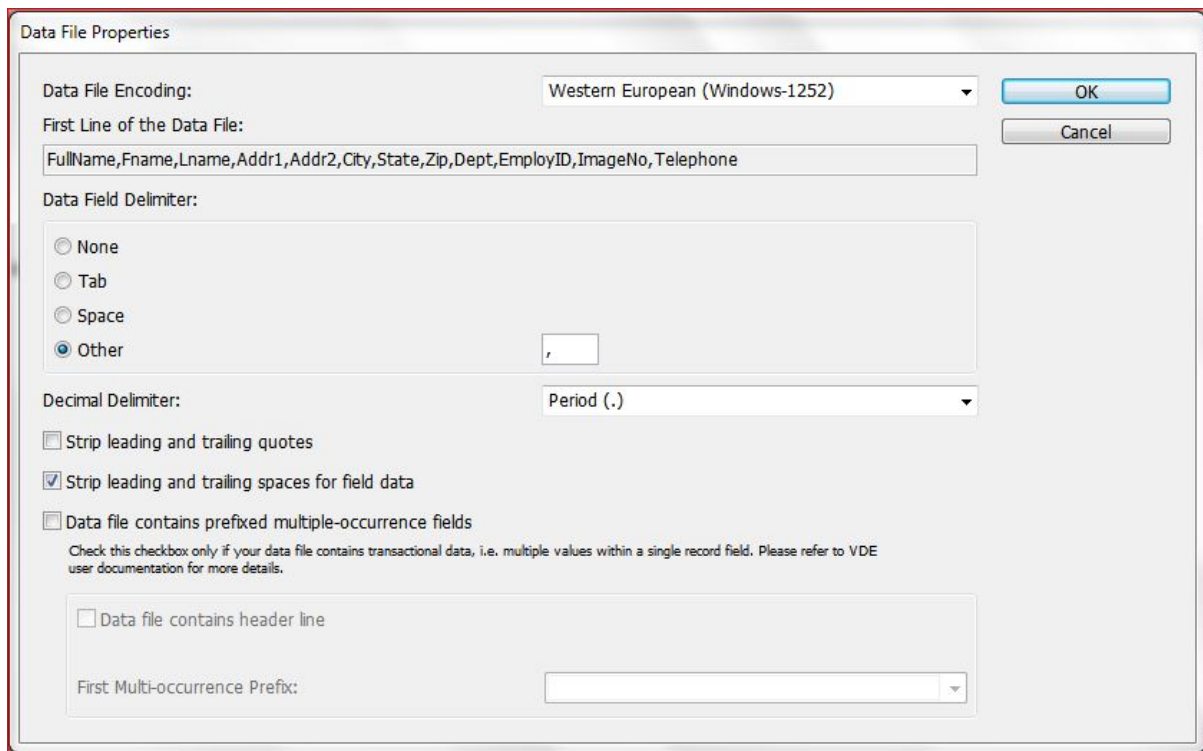 Data File Properties
Data File Encoding:
Western European (Windows-1252)
OK
First Line of the Data File:
Cancel
FullName,Fname,Lname,Addr1,Addr2,City,State,Zip,Dept,EmployID,ImageNo,Telephone
Data Field Delimiter:
None
Tab
Space
Other
,
Decimal Delimiter:
Period (.)
Strip leading and trailing quotes
Strip leading and trailing spaces for field data
Data file contains prefixed multiple-occurrence fields
Check this checkbox only if your data file contains transactional data, i.e. multiple values within a single record field. Please refer to VDE
user documentation for more details.
Data file contains header line
First Multi-occurrence Prefix: